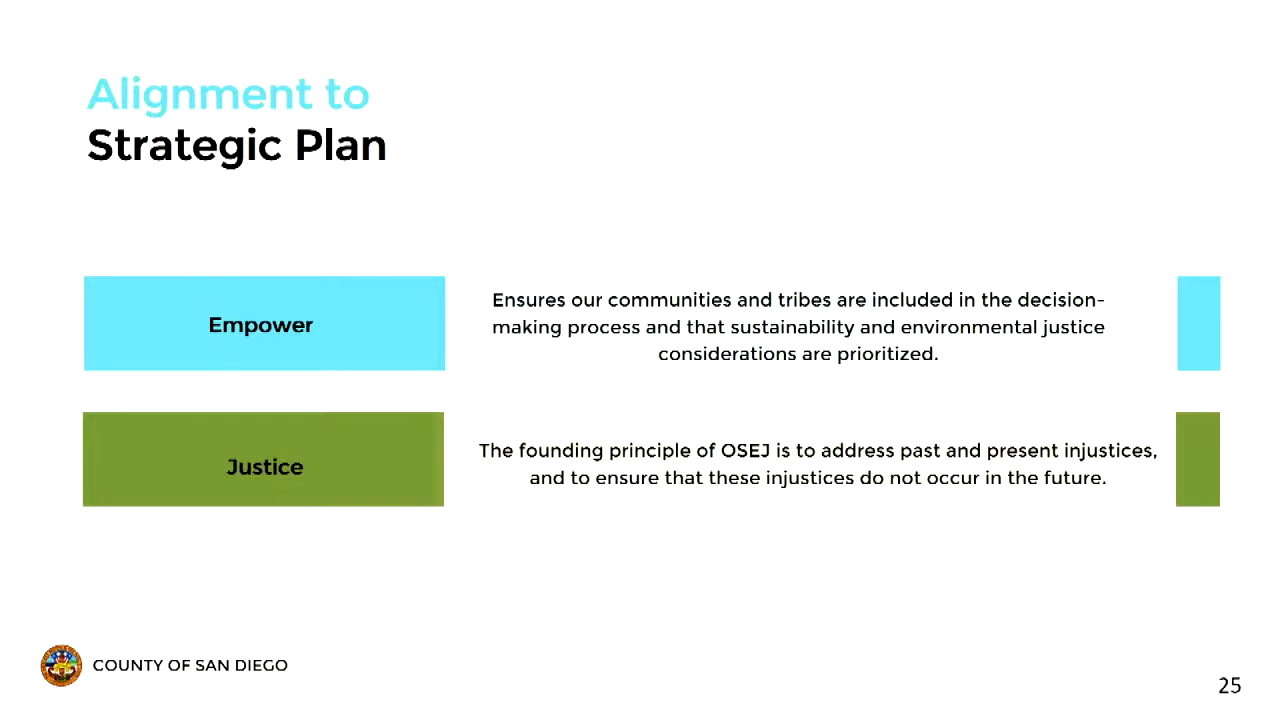 Alignment to
Strategic Plan
Empower
Ensures our communities and tribes are included in the decision-
making process and that sustainability and environmental justice
considerations are prioritized.
Justice
The founding principle of OSEJ is to address past and present injustices,
and to ensure that these injustices do not occur in the future.
COUNTY OF SAN DIEGO
25